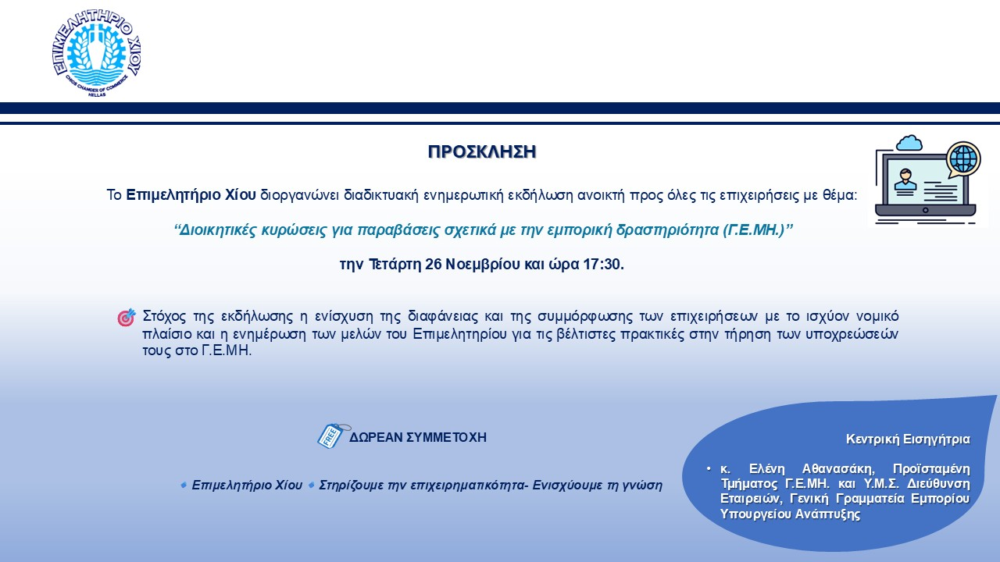 ΕΠΙΜΕΛΗΤΗΡΙΟ ΧΙΟΥ
CHIOS CHAMBER OF COMMERCE
HELLAS
ΠΡΟΣΚΛΗΣΗ
Το Επιμελητήριο Χίου διοργανώνει διαδικτυακή ενημερωτική εκδήλωση ανοικτή προς όλες τις επιχειρήσεις με θέμα:
“Διοικητικές κυρώσεις για παραβάσεις σχετικά με την εμπορική δραστηριότητα (Γ.Ε.ΜΗ.)”
την Τετάρτη 26 Νοεμβρίου και ώρα 17:30.
Στόχος της εκδήλωσης η ενίσχυση της διαφάνειας και της συμμόρφωσης των επιχειρήσεων με το ισχύον νομικό
πλαίσιο και η ενημέρωση των μελών του Επιμελητηρίου για τις βέλτιστες πρακτικές στην τήρηση των υποχρεώσεών
τους στο Γ.Ε.ΜΗ.
FREE ΔΩΡΕΑΝ ΣΥΜΜΕΤΟΧΗ
🔹 Επιμελητήριο Χίου 🔹 Στηρίζουμε την επιχειρηματικότητα- Ενισχύουμε τη γνώση
Κεντρική Εισηγήτρια
• κ. Ελένη Αθανασάκη, Προϊσταμένη
Τμήματος Γ.Ε.ΜΗ. και Υ.Μ.Σ. Διεύθυνση
Εταιρειών, Γενική Γραμματεία Εμπορίου
Υπουργείου Ανάπτυξης